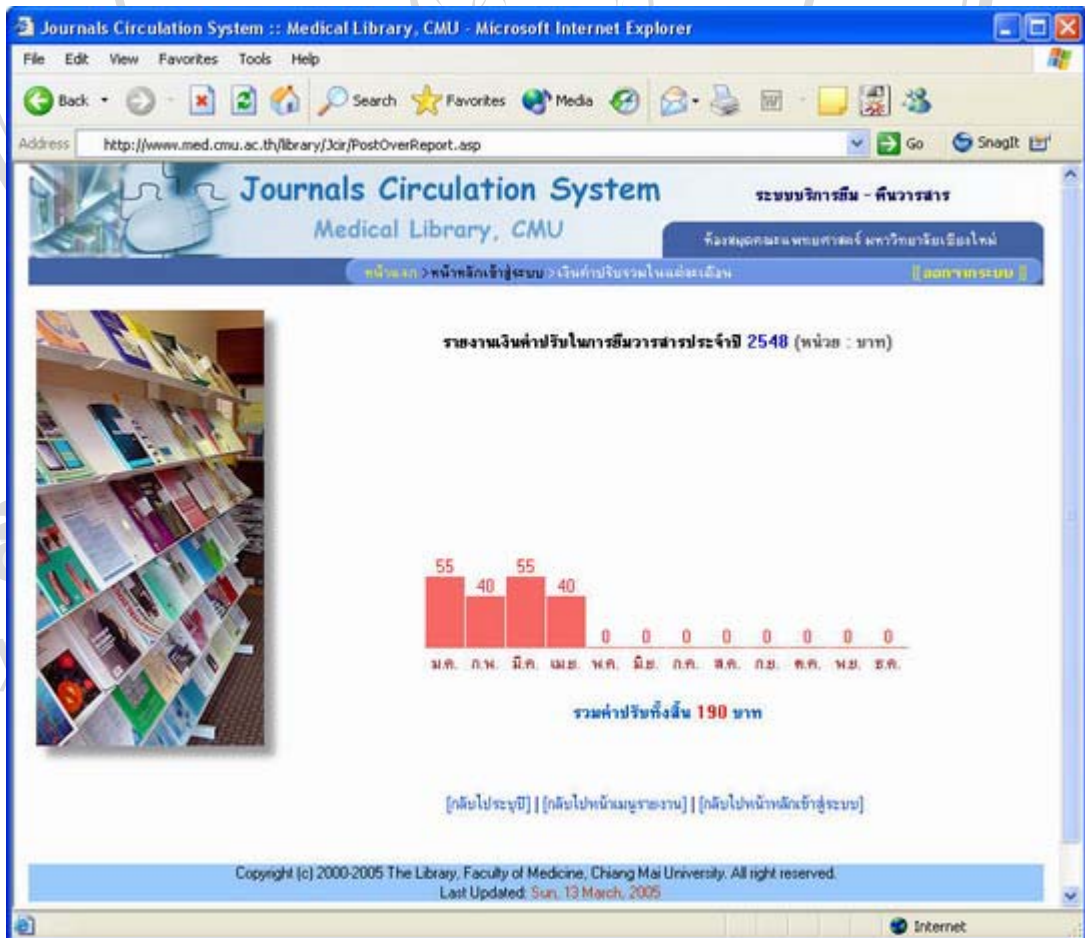 Journals Circulation System :: Medical Library, CMU - Microsoft Internet Explorer
File Edit View Favorites Tools Help
Back Search Favorites Media
Address http://www.med.cmu.ac.th/library/Jcir/PostOverReport.asp Go SnagIt
Journals Circulation System
ระบบบริการยืม - คืนวารสาร
Medical Library, CMU
ห้องสมุดคณะแพทยศาสตร์ มหาวิทยาลัยเชียงใหม่
หน้าแรก >หน้าหลักเข้าสู่ระบบ >เงินค่าปรับรวมในแต่ละเดือน [[ ออกจากระบบ ]]
รายงานเงินค่าปรับในการยืมวารสารประจำปี 2548 (หน่วย : บาท)
55 40 55 40 0 0 0 0 0 0 0 0
ม.ค. ก.พ. มี.ค. เม.ย. พ.ค. มิ.ย. ก.ค. ส.ค. ก.ย. ต.ค. พ.ย. ธ.ค.
รวมค่าปรับทั้งสิ้น 190 บาท
[กลับไประบุปี] | [กลับไปหน้าเมนูรายงาน] | [กลับไปหน้าหลักเข้าสู่ระบบ]
Copyright (c) 2000-2005 The Library, Faculty of Medicine, Chiang Mai University. All right reserved.
Last Updated: Sun, 13 March, 2005
Internet